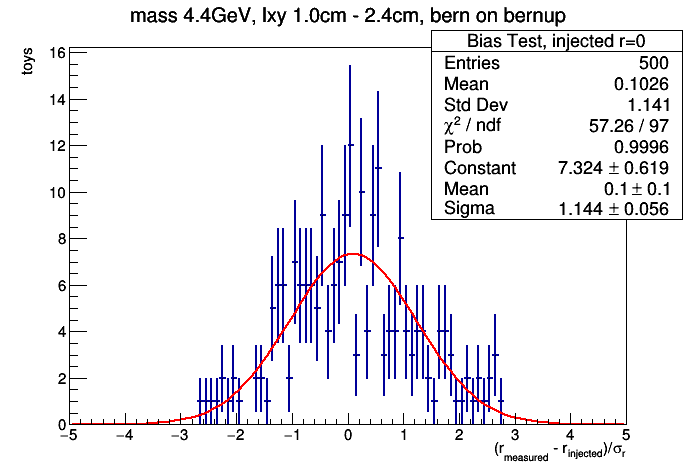 mass 4.4GeV, lxy 1.0cm - 2.4cm, bern on bernup
Bias Test, injected r=0
Entries 500
Mean 0.1026
Std Dev 1.141
χ² / ndf 57.26 / 97
Prob 0.9996
Constant 7.324 ± 0.619
Mean 0.1 ± 0.1
Sigma 1.144 ± 0.056
toys
16
14
12
10
8
6
4
2
0
−5 −4 −3 −2 −1 0 1 2 3 4 5
(r_measured - r_injected)/σ_r